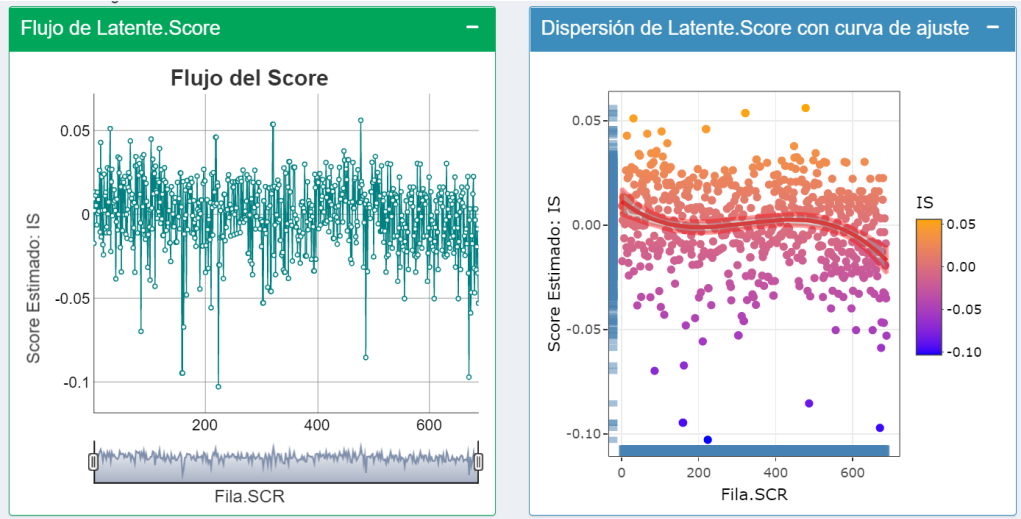 Flujo de Latente.Score
Flujo del Score
0.05
0
-0.05
-0.1
Score Estimado: IS
200
400
600
Fila.SCR
Dispersión de Latente.Score con curva de ajuste
0.05
0.00
-0.05
-0.10
Score Estimado: IS
0
200
400
600
Fila.SCR
IS
0.05
0.00
-0.05
-0.10